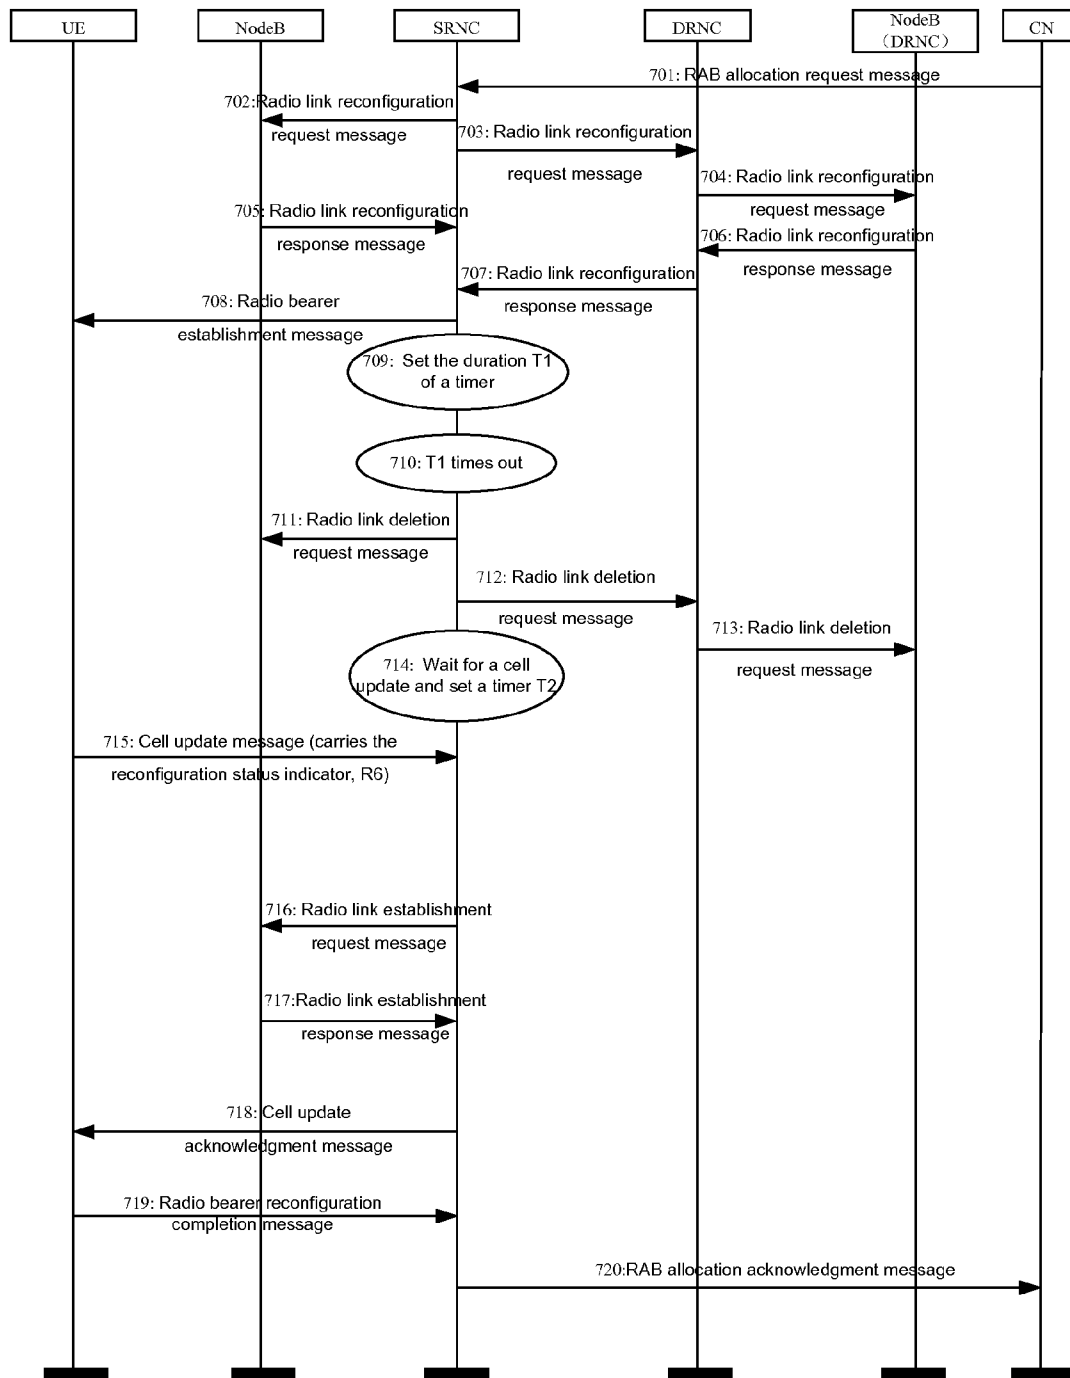 UE
NodeB
SRNC
DRNC
NodeB
(DRNC)
CN
701: RAB allocation request message
702:Radio link reconfiguration
request message
703: Radio link reconfiguration
request message
704: Radio link reconfiguration
request message
705: Radio link reconfiguration
response message
706: Radio link reconfiguration
response message
707: Radio link reconfiguration
response message
708: Radio bearer
establishment message
709: Set the duration T1
of a timer
710: T1 times out
711: Radio link deletion
request message
712: Radio link deletion
request message
713: Radio link deletion
request message
714: Wait for a cell
update and set a timer T2
715: Cell update message (carries the
reconfiguration status indicator, R6)
716: Radio link establishment
request message
717:Radio link establishment
response message
718: Cell update
acknowledgment message
719: Radio bearer reconfiguration
completion message
720:RAB allocation acknowledgment message